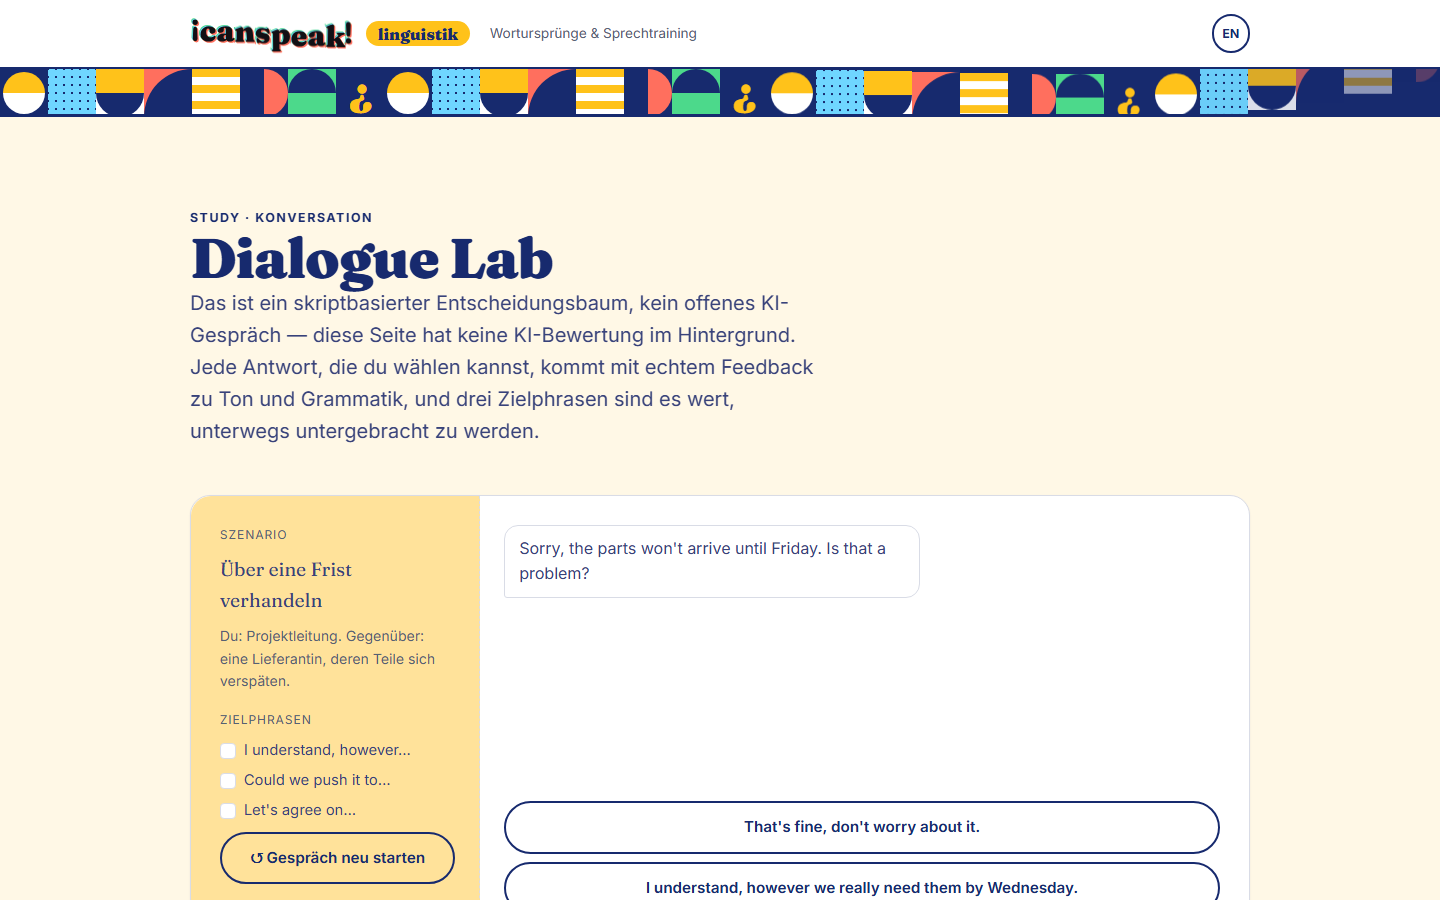 icanspeak!
linguistik
Wortursprünge & Sprechtraining
EN
STUDY · KONVERSATION
Dialogue Lab
Das ist ein skriptbasierter Entscheidungsbaum, kein offenes KI-
Gespräch — diese Seite hat keine KI-Bewertung im Hintergrund.
Jede Antwort, die du wählen kannst, kommt mit echtem Feedback
zu Ton und Grammatik, und drei Zielphrasen sind es wert,
unterwegs untergebracht zu werden.
SZENARIO
Über eine Frist
verhandeln
Du: Projektleitung. Gegenüber:
eine Lieferantin, deren Teile sich
verspäten.
ZIELPHRASEN
I understand, however...
Could we push it to...
Let's agree on...
↺ Gespräch neu starten
Sorry, the parts won't arrive until Friday. Is that a
problem?
That's fine, don't worry about it.
I understand, however we really need them by Wednesday.